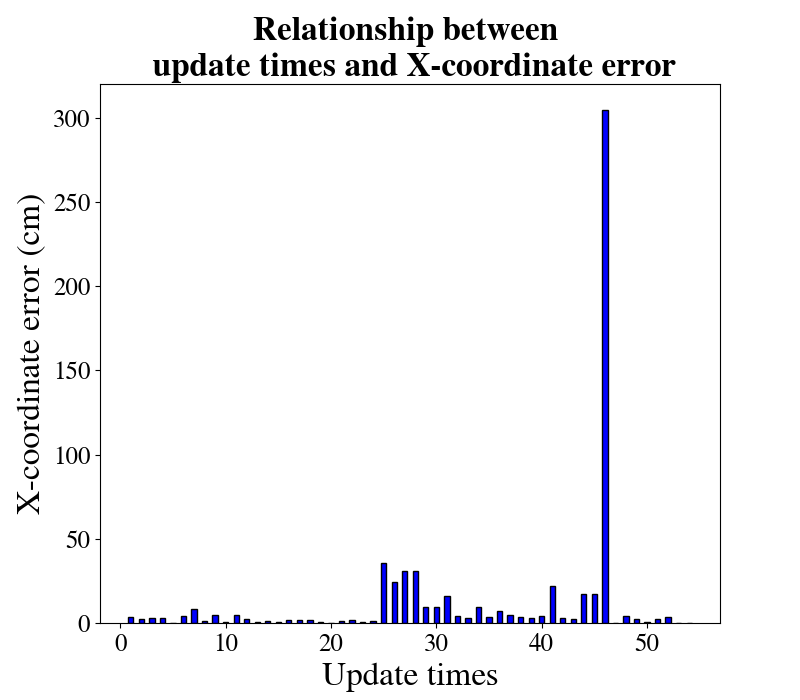 Relationship between
update times and X-coordinate error
X-coordinate error (cm)
300
250
200
150
100
50
0
0 10 20 30 40 50
Update times